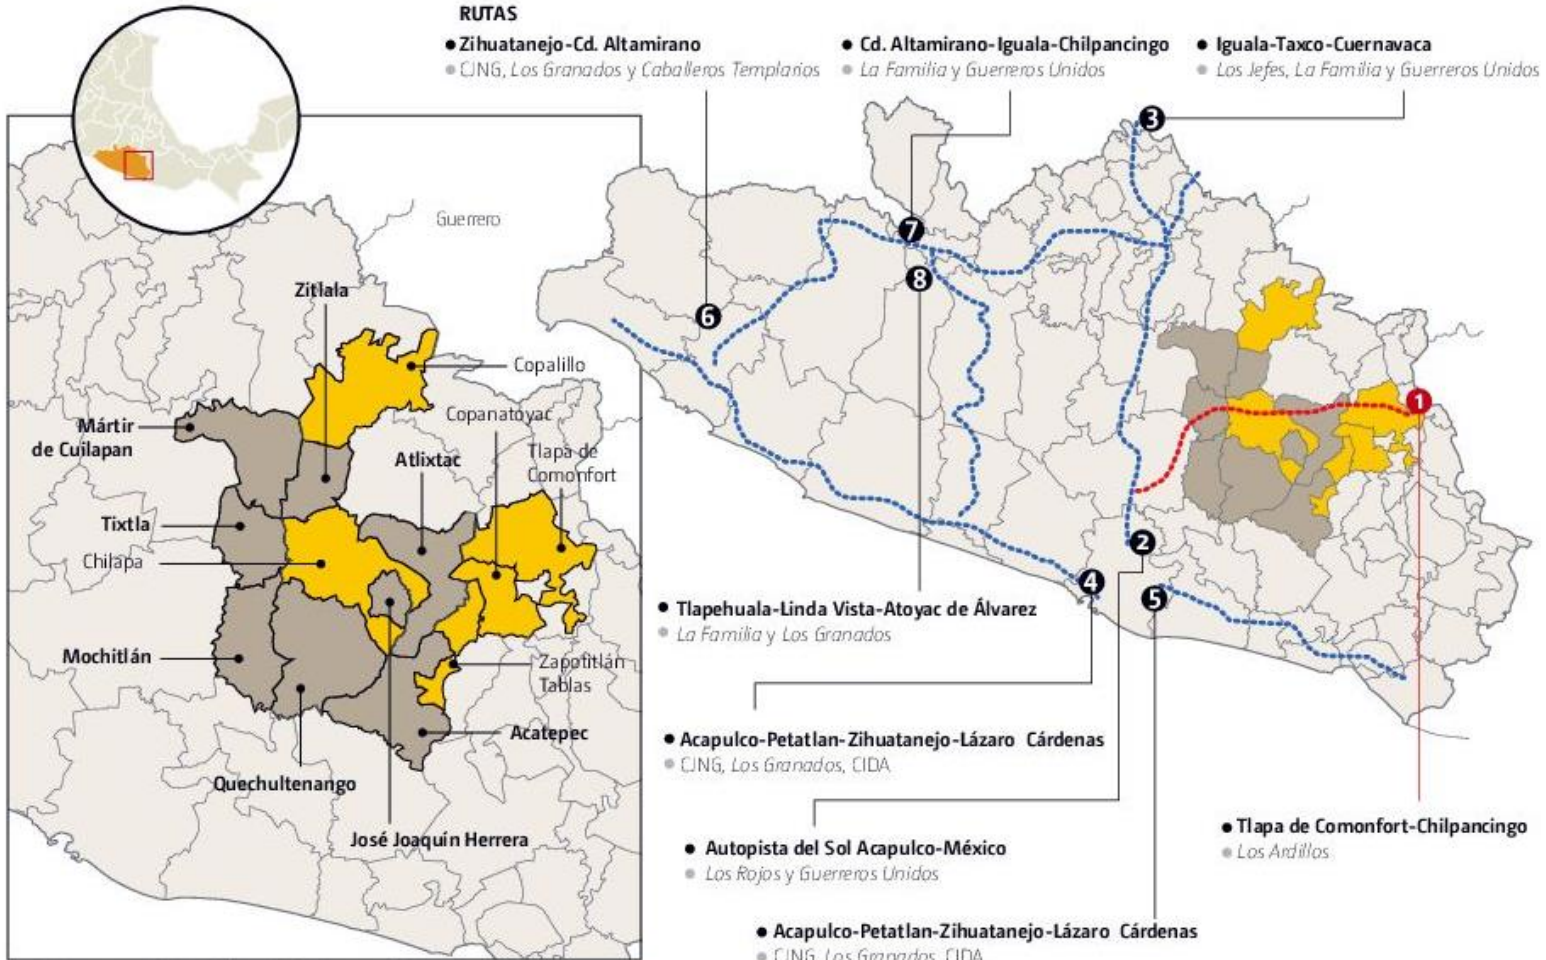 RUTAS
Zihuatanejo-Cd. Altamirano
CJNG, Los Granados y Caballeros Templarios
Cd. Altamirano-Iguala-Chilpancingo
La Familia y Guerreros Unidos
Iguala-Taxco-Cuernavaca
Los Jefes, La Familia y Guerreros Unidos
Guerrero
Zitlala
Copalillo
Copanatoyac
Mártir
de Cuilapan
Atlixtac
Tlapa de
Comonfort
Tixtla
Chilapa
Mochitlán
Zapotitlán
Tablas
Acatepec
Quechultenango
José Joaquín Herrera
3
7
8
6
1
2
4
5
Tlapehuala-Linda Vista-Atoyac de Álvarez
La Familia y Los Granados
Acapulco-Petatlan-Zihuatanejo-Lázaro Cárdenas
CJNG, Los Granados, CIDA
Autopista del Sol Acapulco-México
Los Rojos y Guerreros Unidos
Tlapa de Comonfort-Chilpancingo
Los Ardillos
Acapulco-Petatlan-Zihuatanejo-Lázaro Cárdenas
CJNG, Los Granados, CIDA